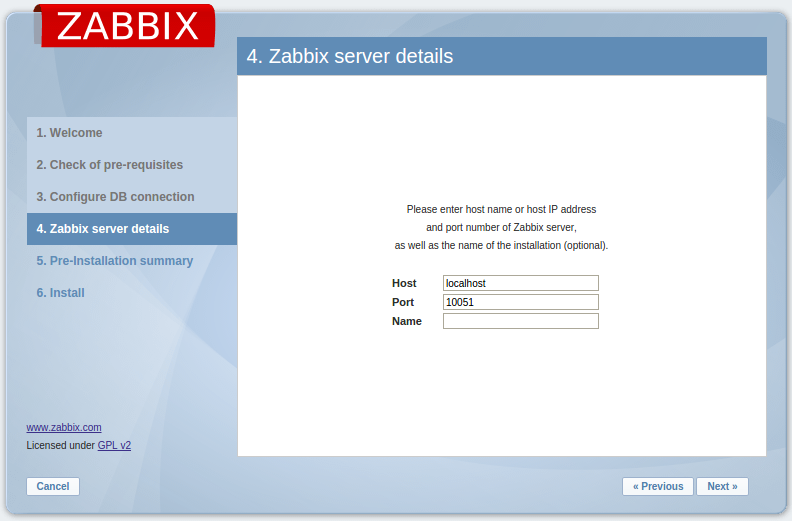 ZABBIX
4. Zabbix server details
1. Welcome
2. Check of pre-requisites
3. Configure DB connection
4. Zabbix server details
5. Pre-Installation summary
6. Install
Please enter host name or host IP address
and port number of Zabbix server,
as well as the name of the installation (optional).
Host localhost
Port 10051
Name
www.zabbix.com
Licensed under GPL v2
Cancel
« Previous
Next »